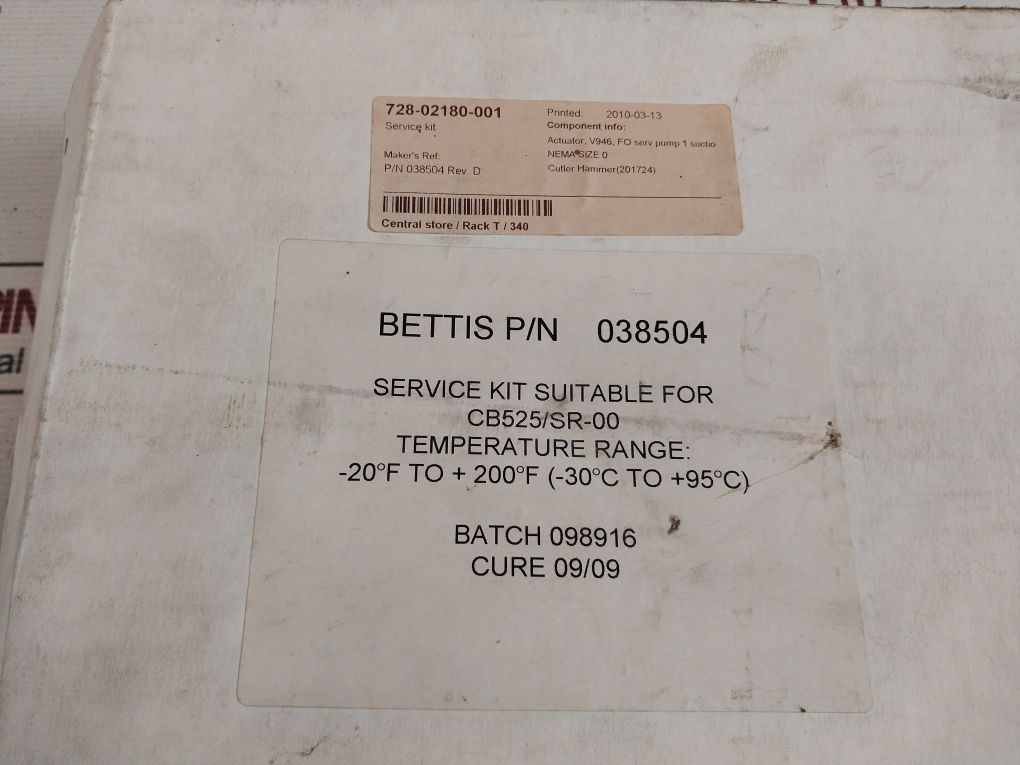 728-02180-001
Service kit
Maker's Ref:
P/N 038504 Rev. D
Printed: 2010-03-13
Component info:
Actuator, V946, FO serv pump 1 suctio
NEMA SIZE 0
Cutler Hammer(201724)
Central store / Rack T / 340
BETTIS P/N 038504
SERVICE KIT SUITABLE FOR
CB525/SR-00
TEMPERATURE RANGE:
-20°F TO + 200°F (-30°C TO +95°C)
BATCH 098916
CURE 09/09